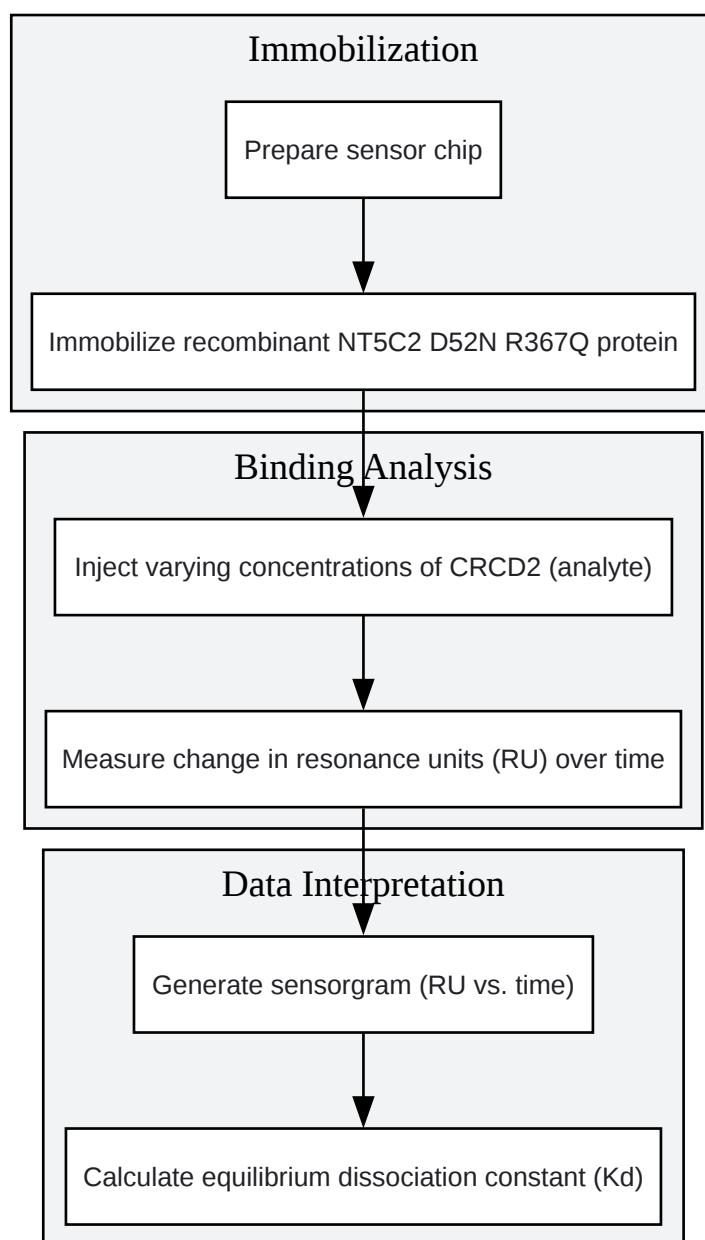 Immobilization
Prepare sensor chip
Immobilize recombinant NT5C2 D52N R367Q protein
Binding Analysis
Inject varying concentrations of CRCD2 (analyte)
Measure change in resonance units (RU) over time
Data Interpretation
Generate sensorgram (RU vs. time)
Calculate equilibrium dissociation constant (Kd)